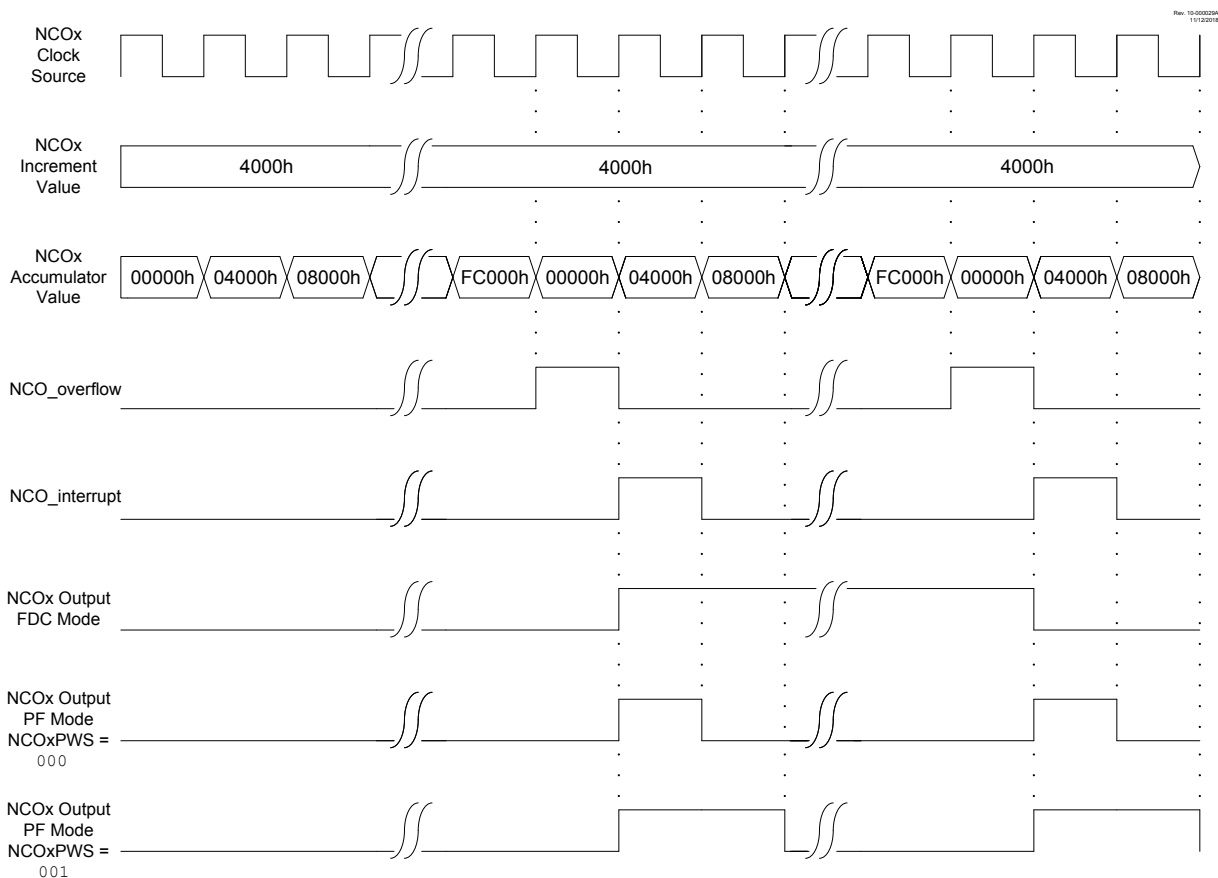 Rev. 10-000029A
11/12/2018
NCOx
Clock
Source
NCOx
Increment
Value
4000h
4000h
4000h
NCOx
Accumulator
Value
00000h
04000h
08000h
FC000h
00000h
04000h
08000h
FC000h
00000h
04000h
08000h
NCO_overflow
NCO_interrupt
NCOx Output
FDC Mode
NCOx Output
PF Mode
NCOxPWS =
000
NCOx Output
PF Mode
NCOxPWS =
001